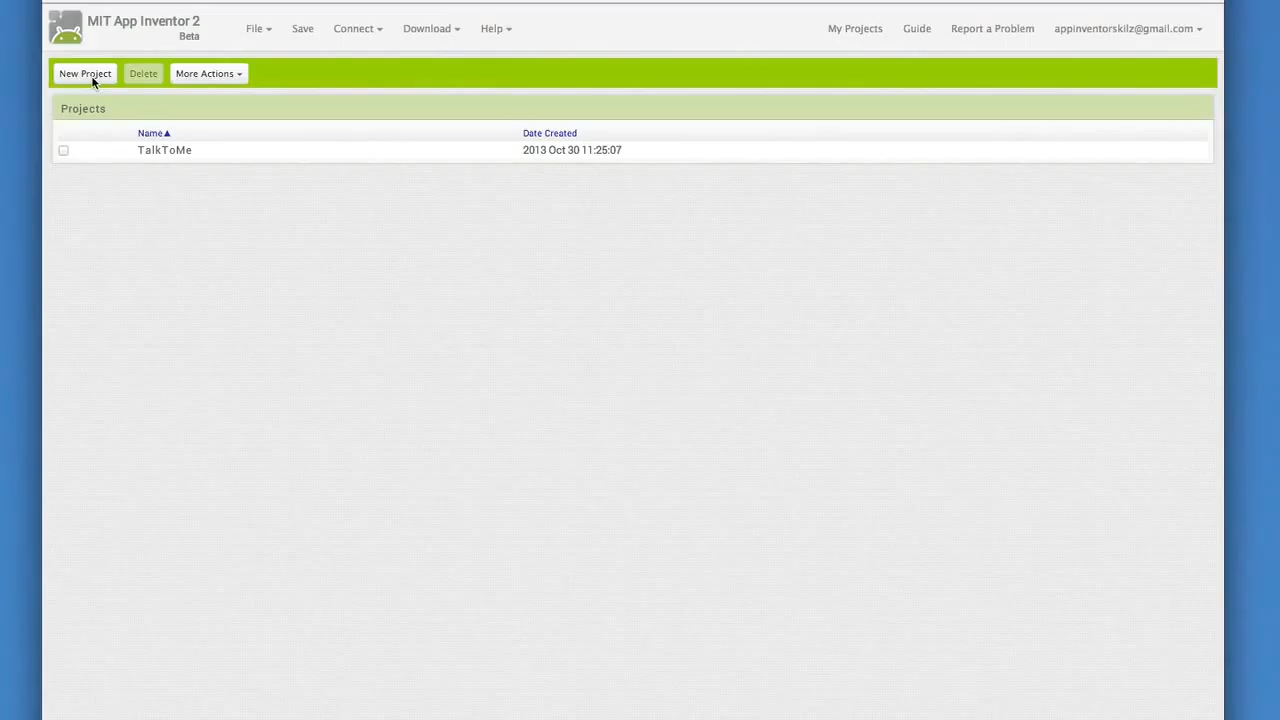 MIT App Inventor 2
Beta
File Save Connect Download Help My Projects Guide Report a Problem appinventorskilz@gmail.com
New Project Delete More Actions
Projects
Name Date Created
TalkToMe 2013 Oct 30 11:25:07